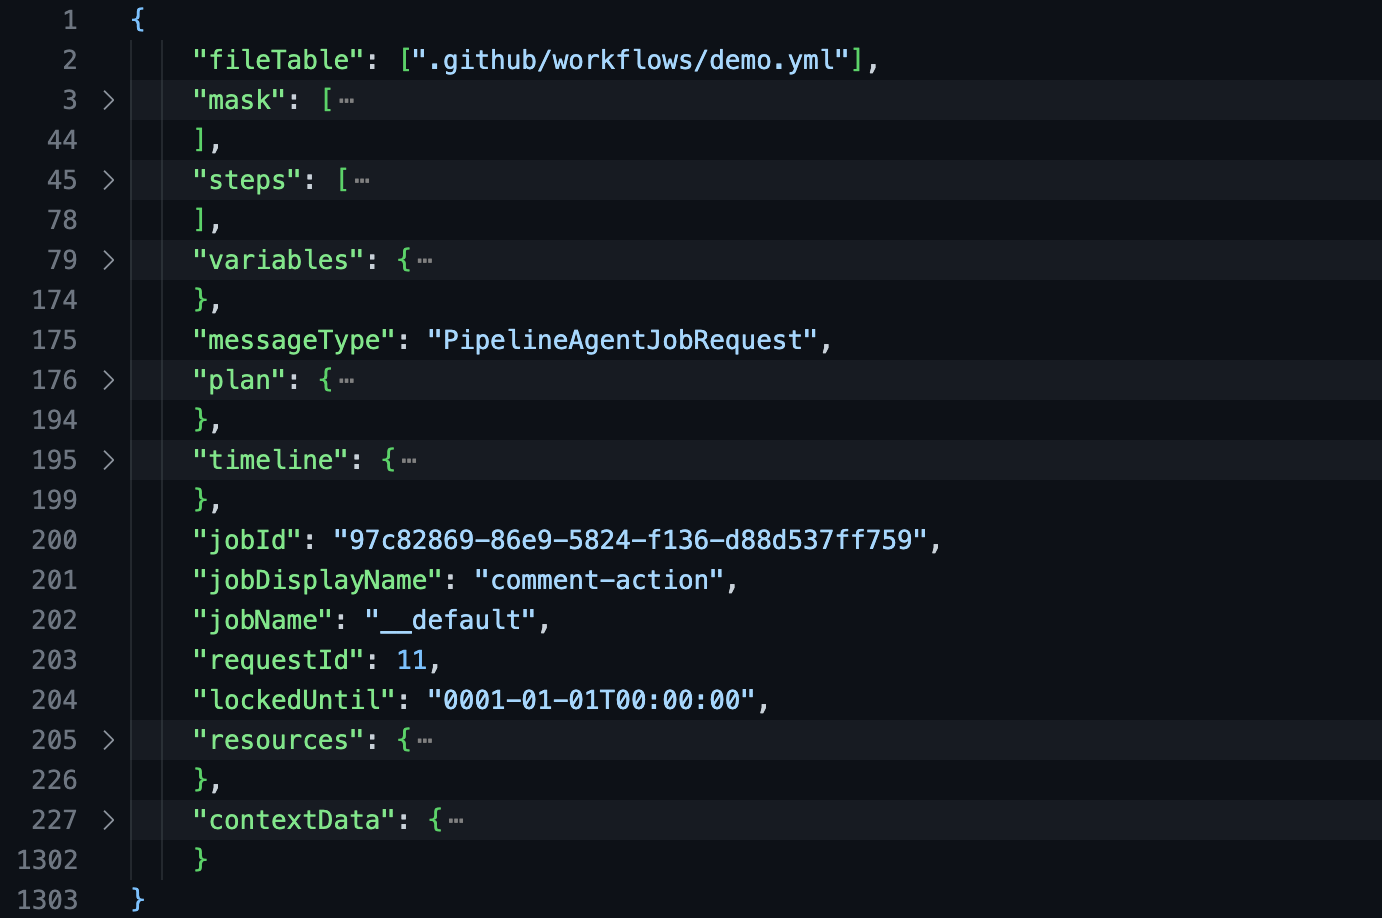 1 {
2 "fileTable": [".github/workflows/demo.yml"],
3 > "mask": [⋯
44 ],
45 > "steps": [⋯
78 ],
79 > "variables": {⋯
174 },
175 "messageType": "PipelineAgentJobRequest",
176 > "plan": {⋯
194 },
195 > "timeline": {⋯
199 },
200 "jobId": "97c82869-86e9-5824-f136-d88d537ff759",
201 "jobDisplayName": "comment-action",
202 "jobName": "__default",
203 "requestId": 11,
204 "lockedUntil": "0001-01-01T00:00:00",
205 > "resources": {⋯
226 },
227 > "contextData": {⋯
1302 }
1303 }